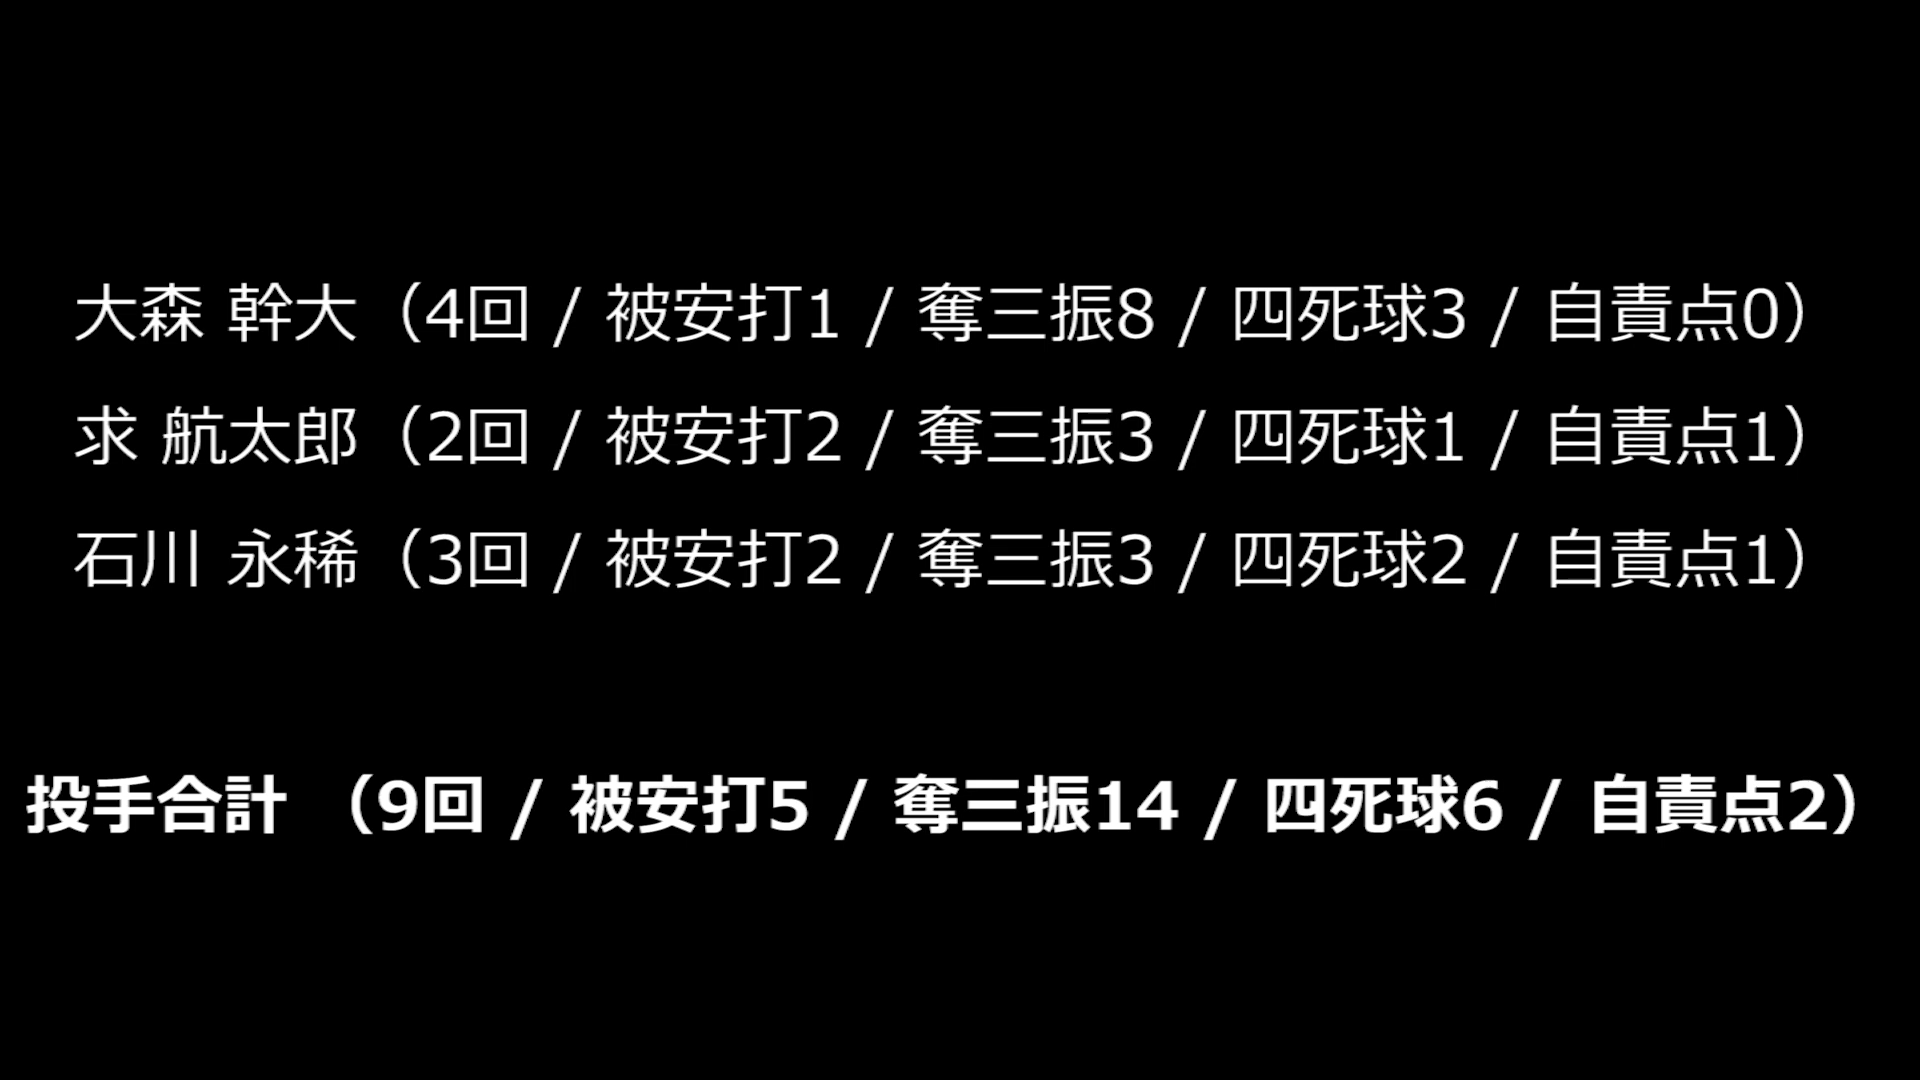 大森 幹大（4回 / 被安打1 / 奪三振8 / 四死球3 / 自責点0）
求 航太郎（2回 / 被安打2 / 奪三振3 / 四死球1 / 自責点1）
石川 永稀（3回 / 被安打2 / 奪三振3 / 四死球2 / 自責点1）
投手合計 （9回 / 被安打5 / 奪三振14 / 四死球6 / 自責点2）